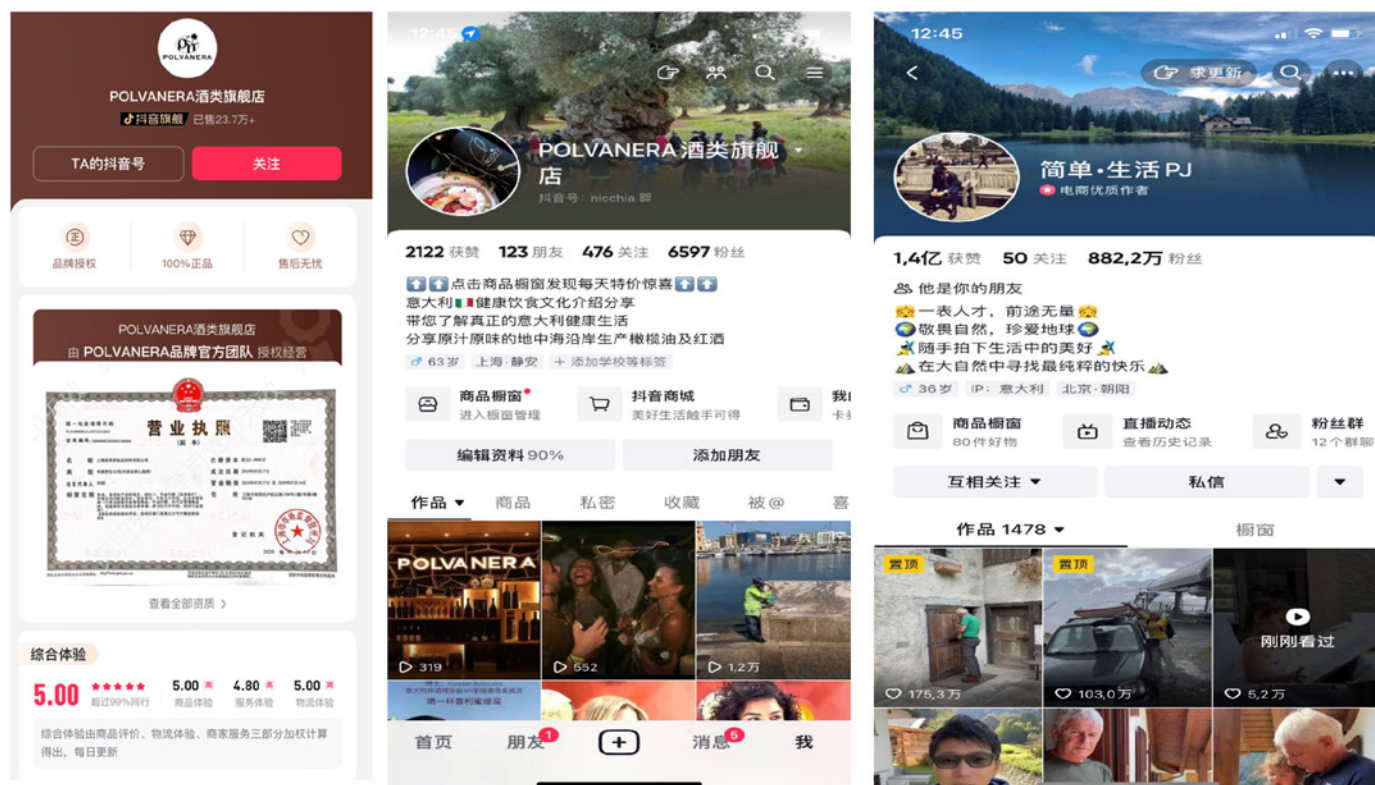 POLVANERA
POLVANERA酒类旗舰店
抖音旗舰 已售23.7万+
TA的抖音号
关注
品牌授权
100%正品
售后无忧
POLVANERA酒类旗舰店
由 POLVANERA品牌官方团队 授权经营
营业执照
(副本)
查看全部资质 >
综合体验
5.00
超过99%同行
5.00 高
商品体验
4.80 高
服务体验
5.00 高
物流体验
综合体验由商品评价、物流体验、商家服务三部分加权计算
得出，每日更新
12:45
POLVANERA酒类旗舰
店
抖音号：nicchia
2122 获赞 123 朋友 476 关注 6597 粉丝
点击商品橱窗发现每天特价惊喜
意大利 健康饮食文化介绍分享
带您了解真正的意大利健康生活
分享原汁原味的地中海沿岸生产橄榄油及红酒
63岁 上海·静安 + 添加学校等标签
商品橱窗
进入橱窗管理
抖音商城
美好生活触手可得
编辑资料 90%
添加朋友
作品 商品 私密 收藏 被@ 喜
POLVANERA
319
552
1.2万
喝一杯普利蜜提涩
首页 朋友 1 + 消息 5 我
12:45
求更新
简单·生活PJ
电商优质作者
1,4亿 获赞 50 关注 882,2万 粉丝
他是你的朋友
一表人才，前途无量
敬畏自然，珍爱地球
随手拍下生活中的美好
在大自然中寻找最纯粹的快乐
36岁 IP：意大利 北京·朝阳
商品橱窗
80件好物
直播动态
查看历史记录
粉丝群
12个群聊
互相关注
私信
作品 1478
橱窗
置顶
置顶
刚刚看过
175,3万
103,0万
5,2万